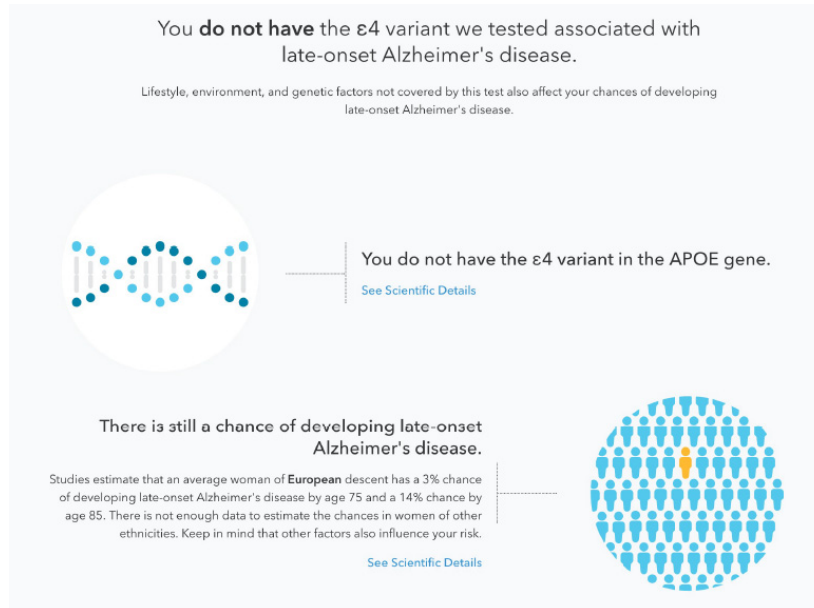 You do not have the ε4 variant we tested associated with
late-onset Alzheimer's disease.
Lifestyle, environment, and genetic factors not covered by this test also affect your chances of developing
late-onset Alzheimer's disease.
You do not have the ε4 variant in the APOE gene.
See Scientific Details
There is still a chance of developing late-onset
Alzheimer's disease.
Studies estimate that an average woman of European descent has a 3% chance
of developing late-onset Alzheimer's disease by age 75 and a 14% chance by
age 85. There is not enough data to estimate the chances in women of other
ethnicities. Keep in mind that other factors also influence your risk.
See Scientific Details